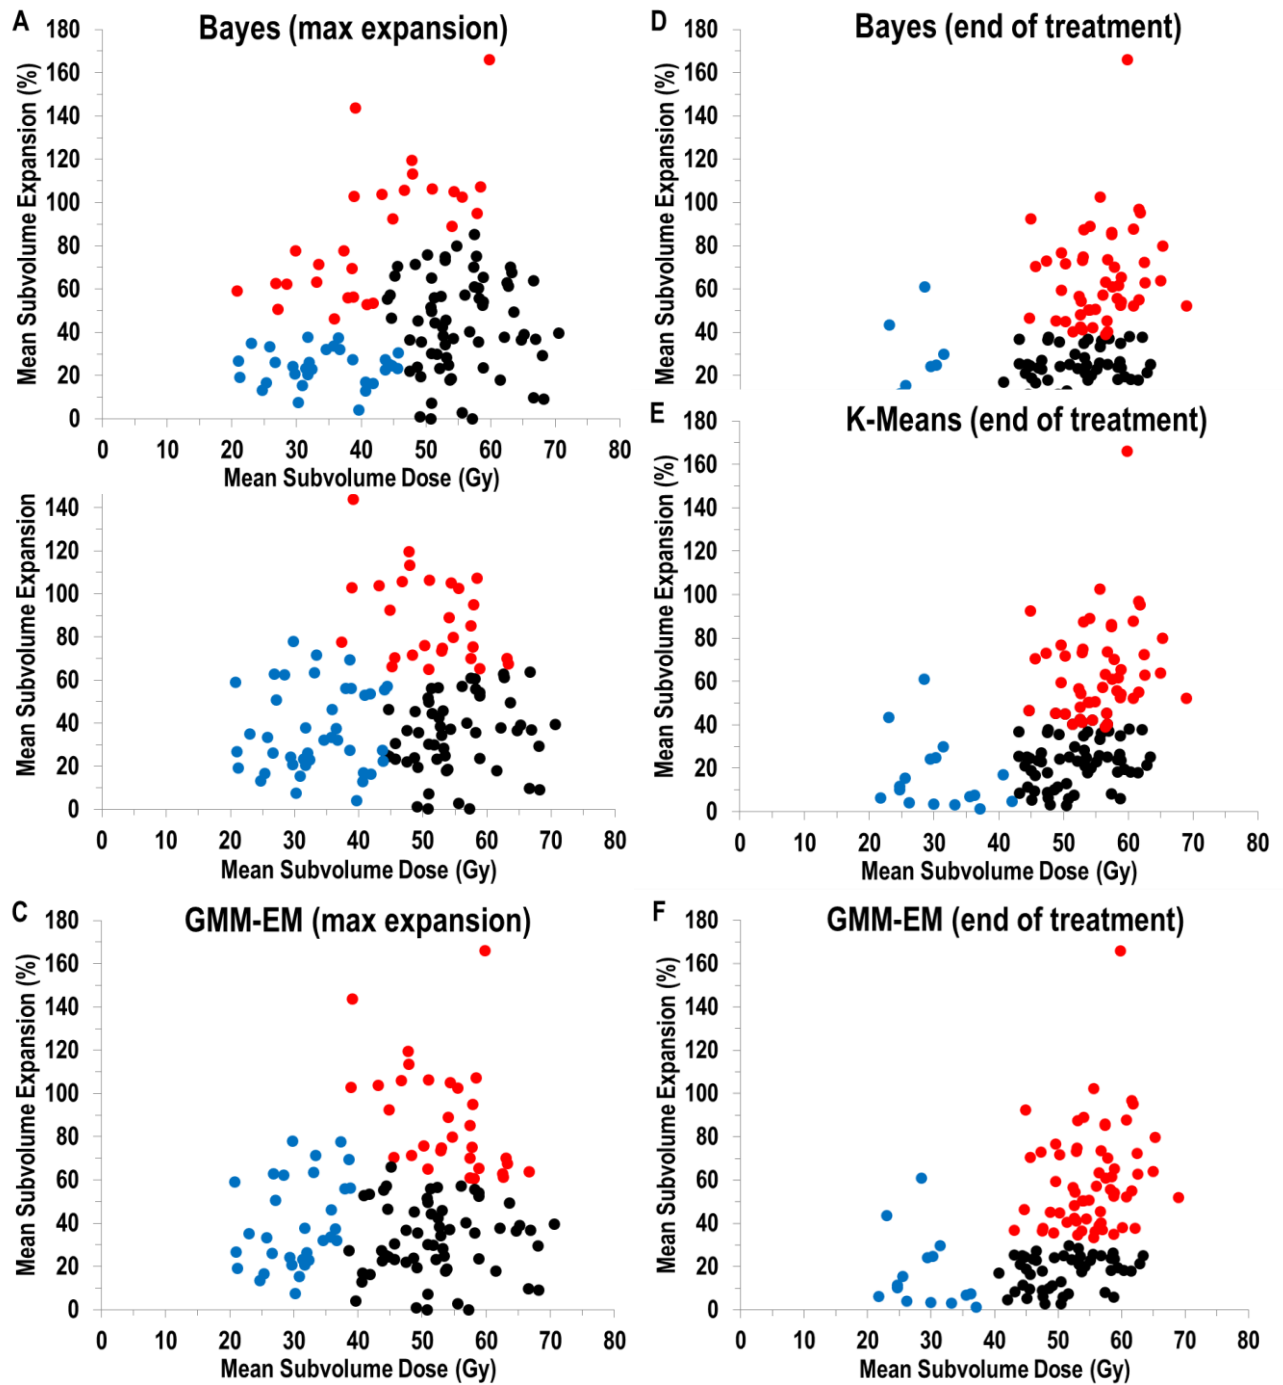 A
Bayes (max expansion)
Mean Subvolume Expansion (%)
180
160
140
120
100
80
60
40
20
0
0 10 20 30 40 50 60 70 80
Mean Subvolume Dose (Gy)
Mean Subvolume Expansion
140
120
100
80
60
40
20
0
0 10 20 30 40 50 60 70 80
Mean Subvolume Dose (Gy)
C
GMM-EM (max expansion)
Mean Subvolume Expansion (%)
180
160
140
120
100
80
60
40
20
0
0 10 20 30 40 50 60 70 80
Mean Subvolume Dose (Gy)
D
Bayes (end of treatment)
Mean Subvolume Expansion (%)
180
160
140
120
100
80
60
40
20
E
K-Means (end of treatment)
Mean Subvolume Expansion (%)
180
160
140
120
100
80
60
40
20
0
0 10 20 30 40 50 60 70 80
Mean Subvolume Dose (Gy)
F
GMM-EM (end of treatment)
Mean Subvolume Expansion (%)
180
160
140
120
100
80
60
40
20
0
0 10 20 30 40 50 60 70 80
Mean Subvolume Dose (Gy)